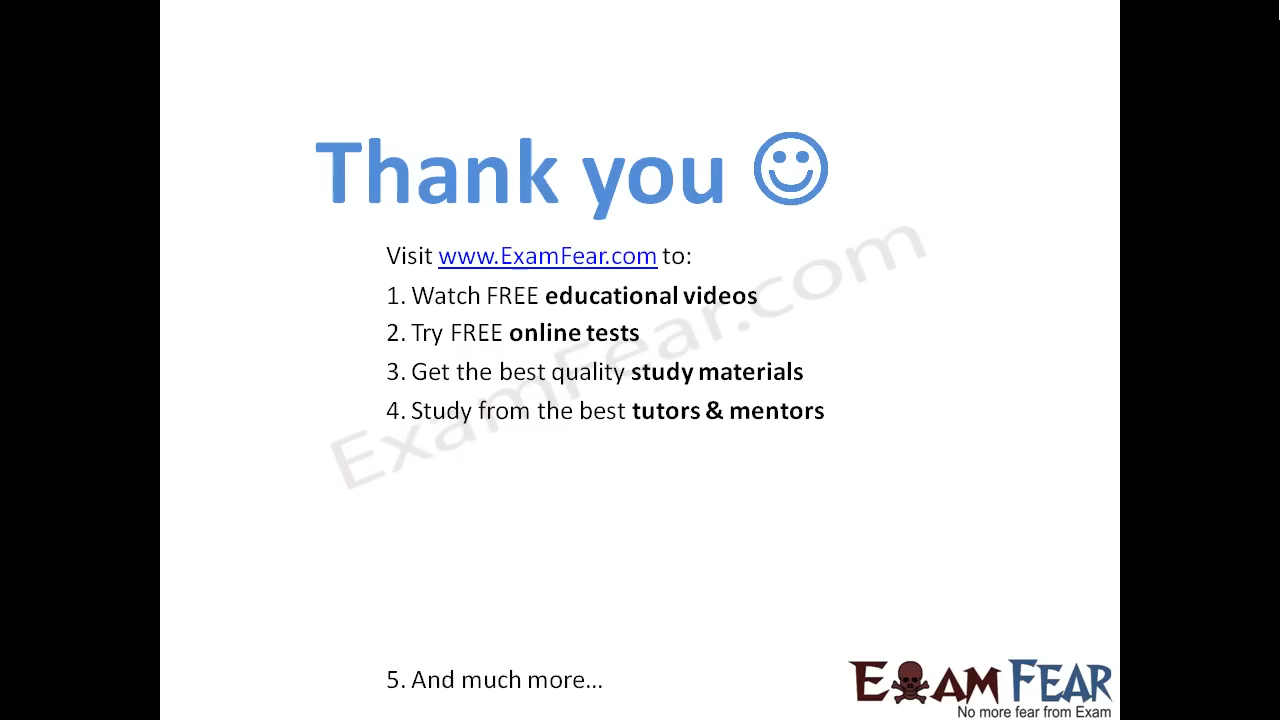 Thank you ☺
Visit www.ExamFear.com to:
1. Watch FREE educational videos
2. Try FREE online tests
3. Get the best quality study materials
4. Study from the best tutors & mentors
ExamFear.com
5. And much more...
EXAM FEAR
No more fear from Exam